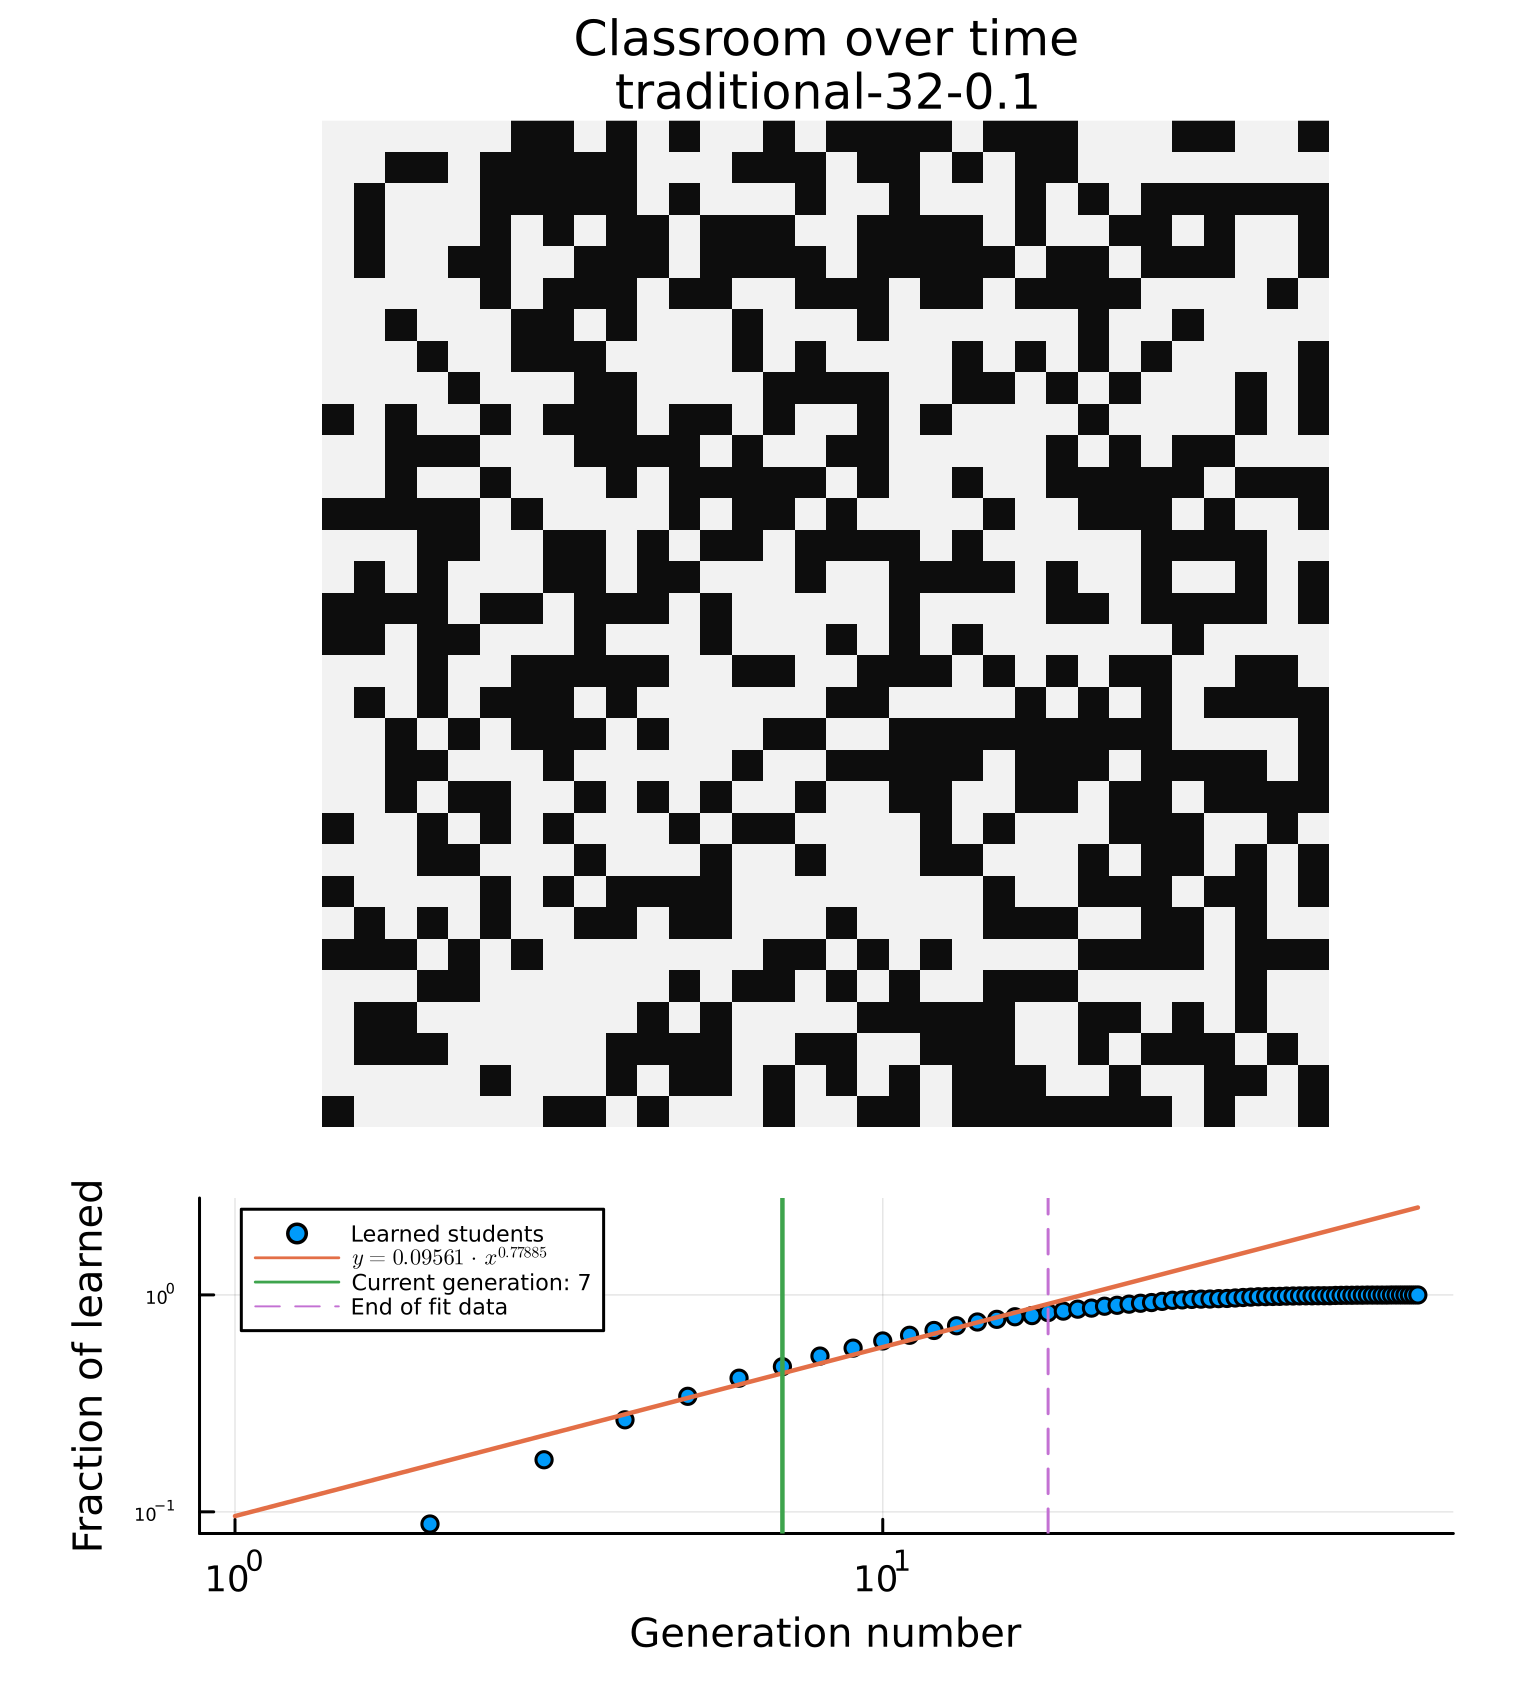 Classroom over time
traditional-32-0.1
Fraction of learned
Learned students
y = 0.09561 · x^0.77885
Current generation: 7
End of fit data
10^0
10^-1
10^0
10^1
Generation number